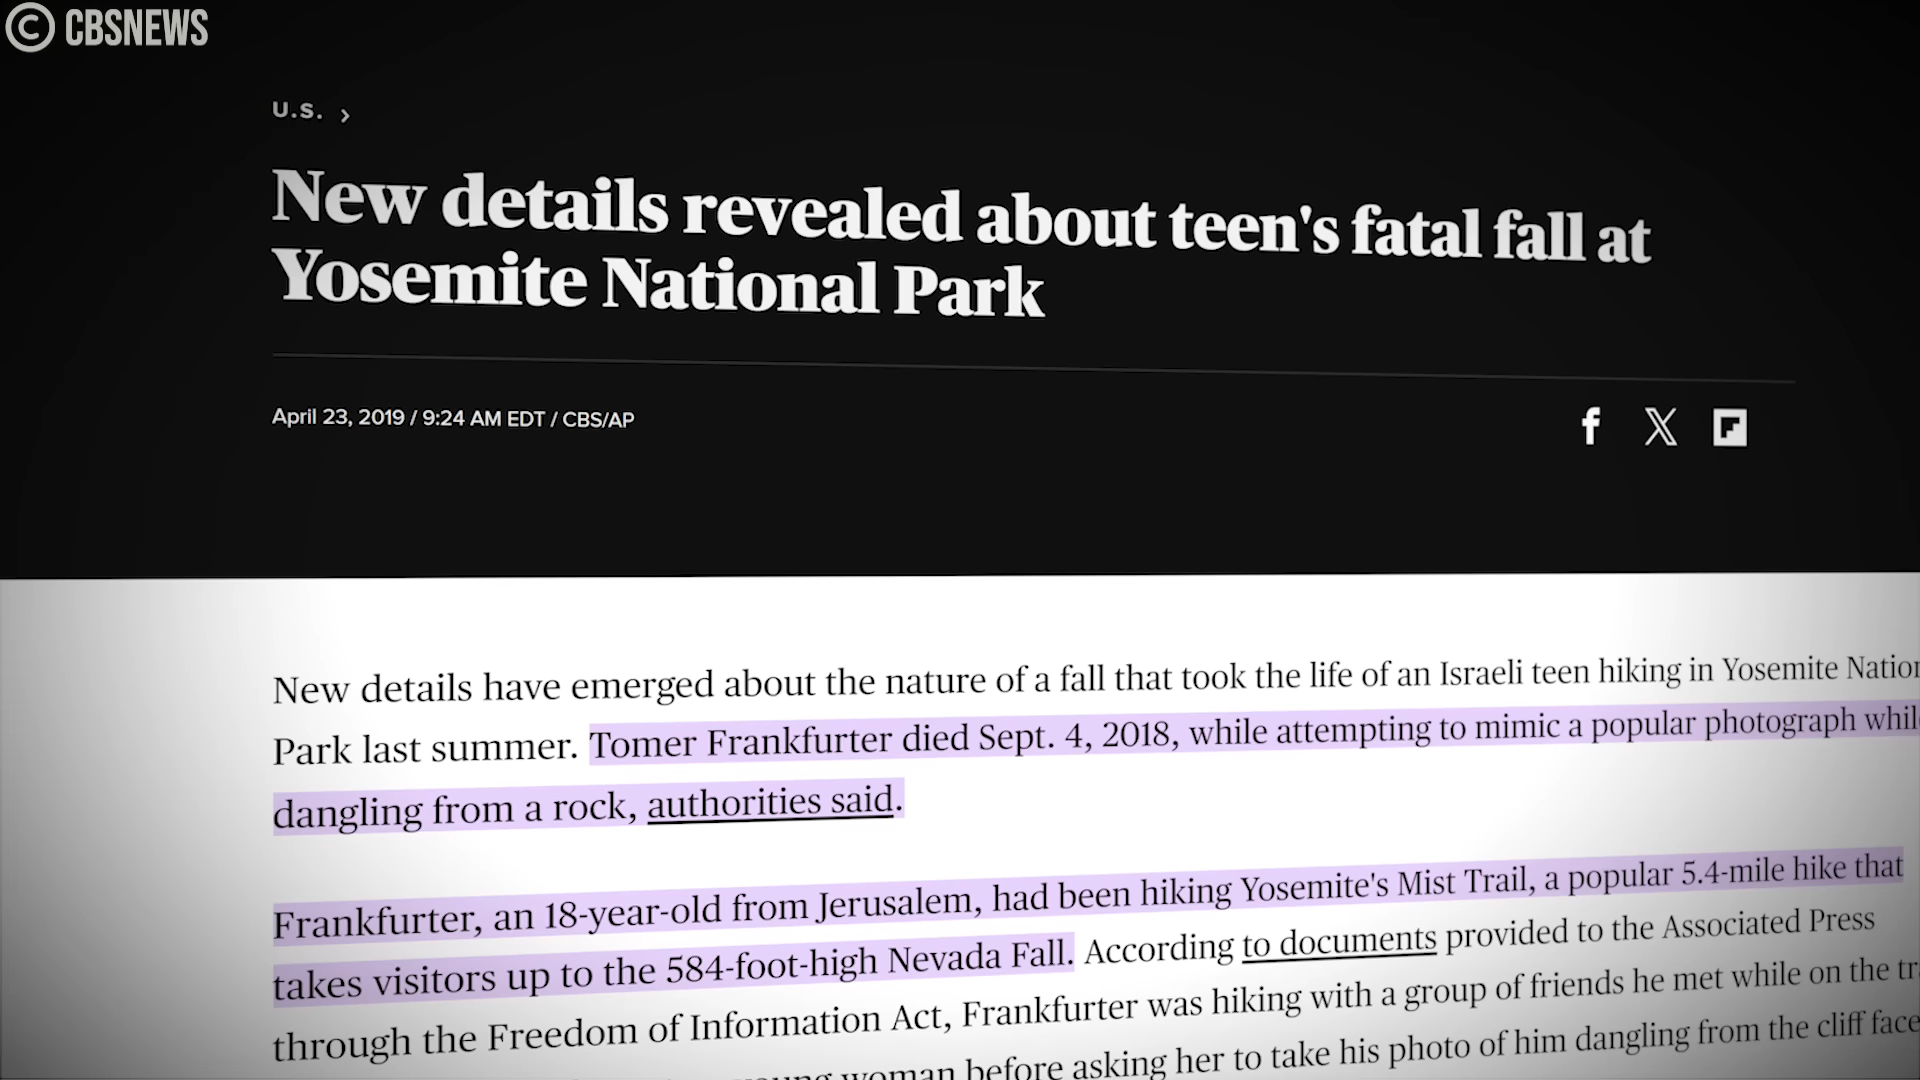 © CBSNEWS
U.S. >
New details revealed about teen's fatal fall at
Yosemite National Park
April 23, 2019 / 9:24 AM EDT / CBS/AP
New details have emerged about the nature of a fall that took the life of an Israeli teen hiking in Yosemite Nation
Park last summer. Tomer Frankfurter died Sept. 4, 2018, while attempting to mimic a popular photograph whil
dangling from a rock, authorities said.
Frankfurter, an 18-year-old from Jerusalem, had been hiking Yosemite's Mist Trail, a popular 5.4-mile hike that
takes visitors up to the 584-foot-high Nevada Fall. According to documents provided to the Associated Press
through the Freedom of Information Act, Frankfurter was hiking with a group of friends he met while on the tr
young woman before asking her to take his photo of him dangling from the cliff face